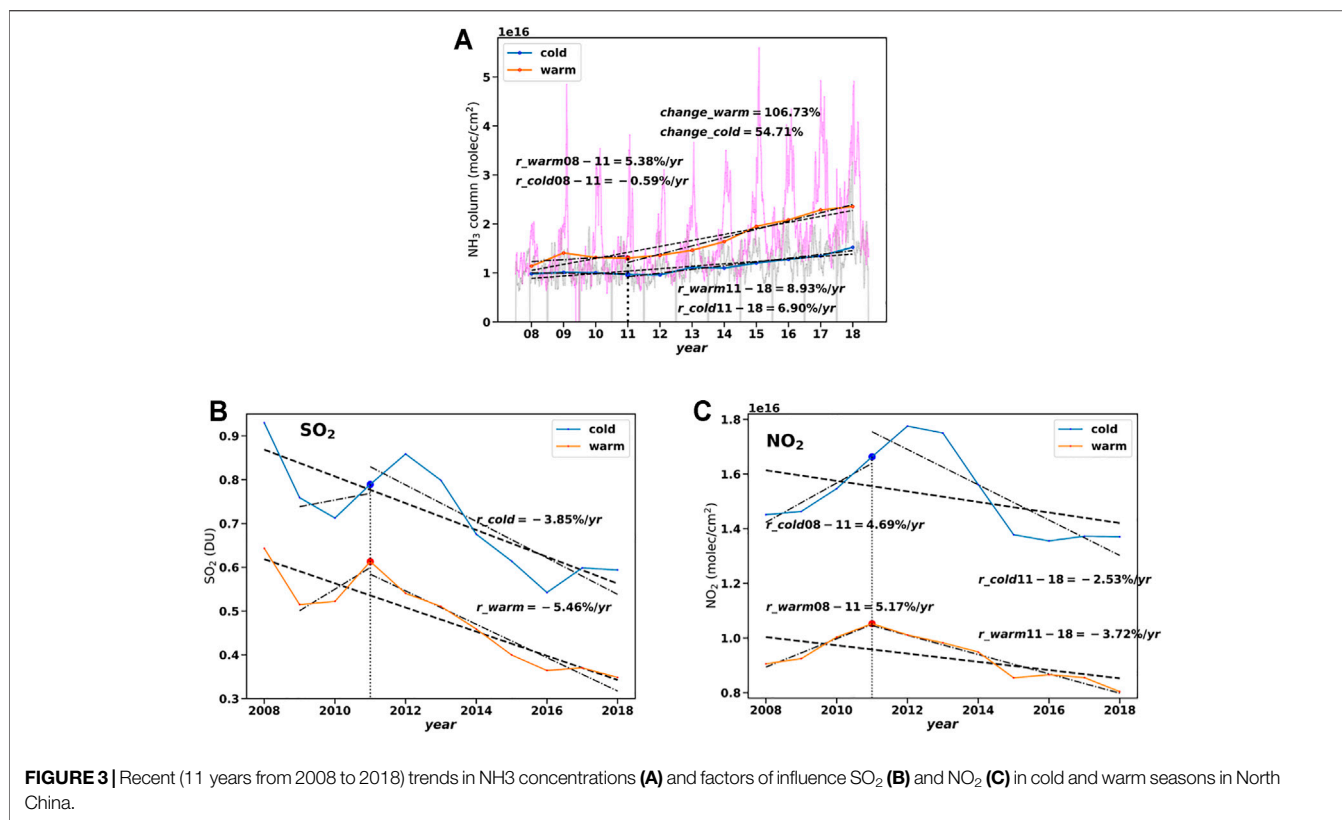 A
1e16
cold
warm
NH₃ column (molec/cm²)
5
4
3
2
1
0
change_warm = 106.73%
change_cold = 54.71%
r_warm08 − 11 = 5.38%/yr
r_cold08 − 11 = −0.59%/yr
r_warm11 − 18 = 8.93%/yr
r_cold11 − 18 = 6.90%/yr
08 09 10 11 12 13 14 15 16 17 18
year
B
SO₂
cold
warm
SO₂ (DU)
0.9
0.8
0.7
0.6
0.5
0.4
0.3
r_cold = −3.85%/yr
r_warm = −5.46%/yr
2008 2010 2012 2014 2016 2018
year
C
1e16
NO₂
cold
warm
NO₂ (molec/cm²)
1.8
1.6
1.4
1.2
1.0
0.8
r_cold08 − 11 = 4.69%/yr
r_cold11 − 18 = −2.53%/yr
r_warm08 − 11 = 5.17%/yr
r_warm11 − 18 = −3.72%/yr
2008 2010 2012 2014 2016 2018
year
FIGURE 3 | Recent (11 years from 2008 to 2018) trends in NH3 concentrations (A) and factors of influence SO₂ (B) and NO₂ (C) in cold and warm seasons in North
China.